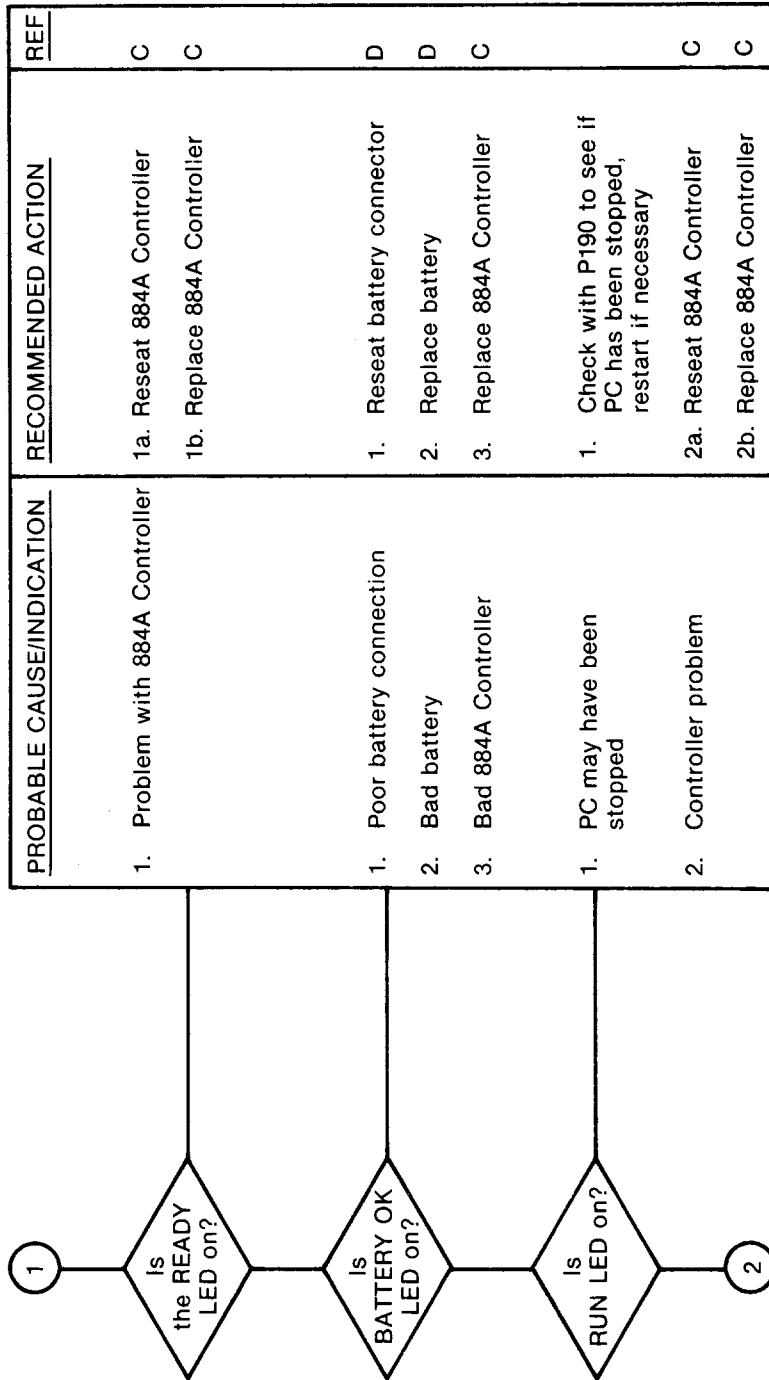 1
Is
the READY
LED on?
Is
BATTERY OK
LED on?
Is
RUN LED on?
2
PROBABLE CAUSE/INDICATION
RECOMMENDED ACTION
REF
1. Problem with 884A Controller
1a. Reseat 884A Controller
C
1b. Replace 884A Controller
C
1. Poor battery connection
1. Reseat battery connector
D
2. Bad battery
2. Replace battery
D
3. Bad 884A Controller
3. Replace 884A Controller
C
1. PC may have been
stopped
1. Check with P190 to see if
PC has been stopped,
restart if necessary
2. Controller problem
2a. Reseat 884A Controller
C
2b. Replace 884A Controller
C